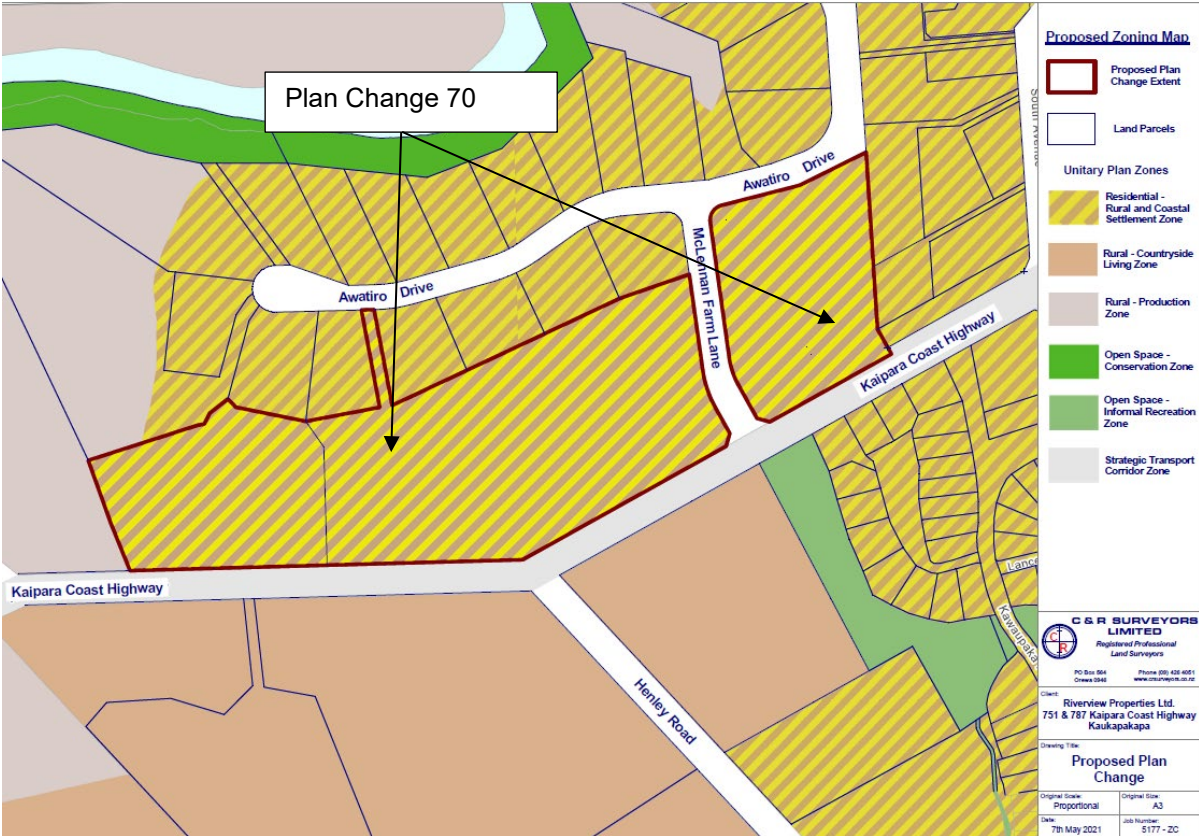 Plan Change 70
Awatiro Drive
Awatiro Drive
McLennan Farm Lane
Kaipara Coast Highway
Kaipara Coast Highway
Henley Road
South
Kawaupaka
Lance
Proposed Zoning Map
Proposed Plan
Change Extent
Land Parcels
Unitary Plan Zones
Residential -
Rural and Coastal
Settlement Zone
Rural - Countryside
Living Zone
Rural - Production
Zone
Open Space -
Conservation Zone
Open Space -
Informal Recreation
Zone
Strategic Transport
Corridor Zone
C & R SURVEYORS
LIMITED
Registered Professional
Land Surveyors
PO Box 504
Orewa 0946
Phone (09) 426 4051
www.crsurveyors.co.nz
Client:
Riverview Properties Ltd.
751 & 787 Kaipara Coast Highway
Kaukapakapa
Drawing Title:
Proposed Plan
Change
Original Scale:
Proportional
Original Size:
A3
Date:
7th May 2021
Job Number:
5177 - ZC